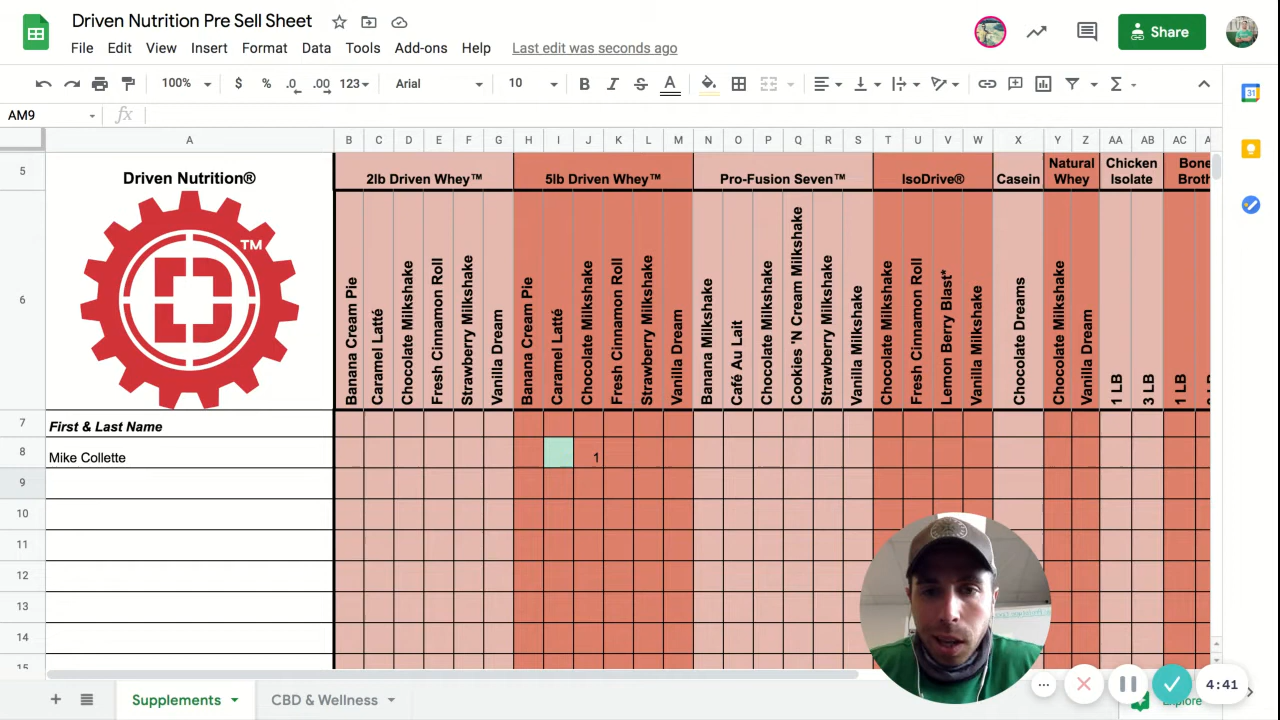 Driven Nutrition Pre Sell Sheet
File Edit View Insert Format Data Tools Add-ons Help Last edit was seconds ago
Share
100% $ % .0 .00 123 Arial 10 B I S A
AM9 fx
31
A B C D E F G H I J K L M N O P Q R S T U V W X Y Z AA AB AC
5
Driven Nutrition®
2lb Driven Whey™ 5lb Driven Whey™ Pro-Fusion Seven™ IsoDrive® Casein Natural Whey Chicken Isolate Bone Broth
6
D
TM
Banana Cream Pie
Caramel Latté
Chocolate Milkshake
Fresh Cinnamon Roll
Strawberry Milkshake
Vanilla Dream
Banana Cream Pie
Caramel Latté
Chocolate Milkshake
Fresh Cinnamon Roll
Strawberry Milkshake
Vanilla Dream
Banana Milkshake
Café Au Lait
Chocolate Milkshake
Cookies 'N Cream Milkshake
Strawberry Milkshake
Vanilla Milkshake
Chocolate Milkshake
Fresh Cinnamon Roll
Lemon Berry Blast*
Vanilla Milkshake
Chocolate Dreams
Chocolate Milkshake
Vanilla Dream
1 LB
3 LB
1 LB
7 First & Last Name
8 Mike Collette 1
9
10
11
12
13
14
15
Supplements CBD & Wellness
4:41
Explore